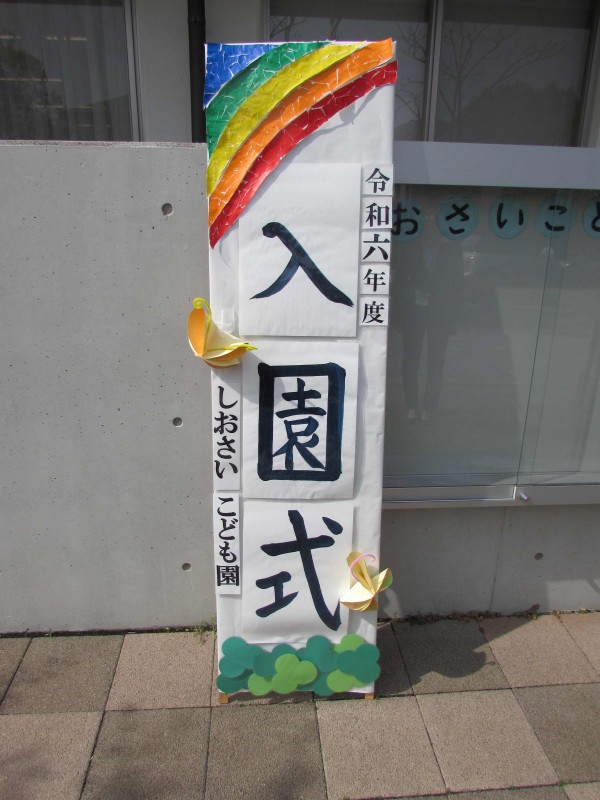 令和六年度
入園式
しおさいこども園
おさいこど